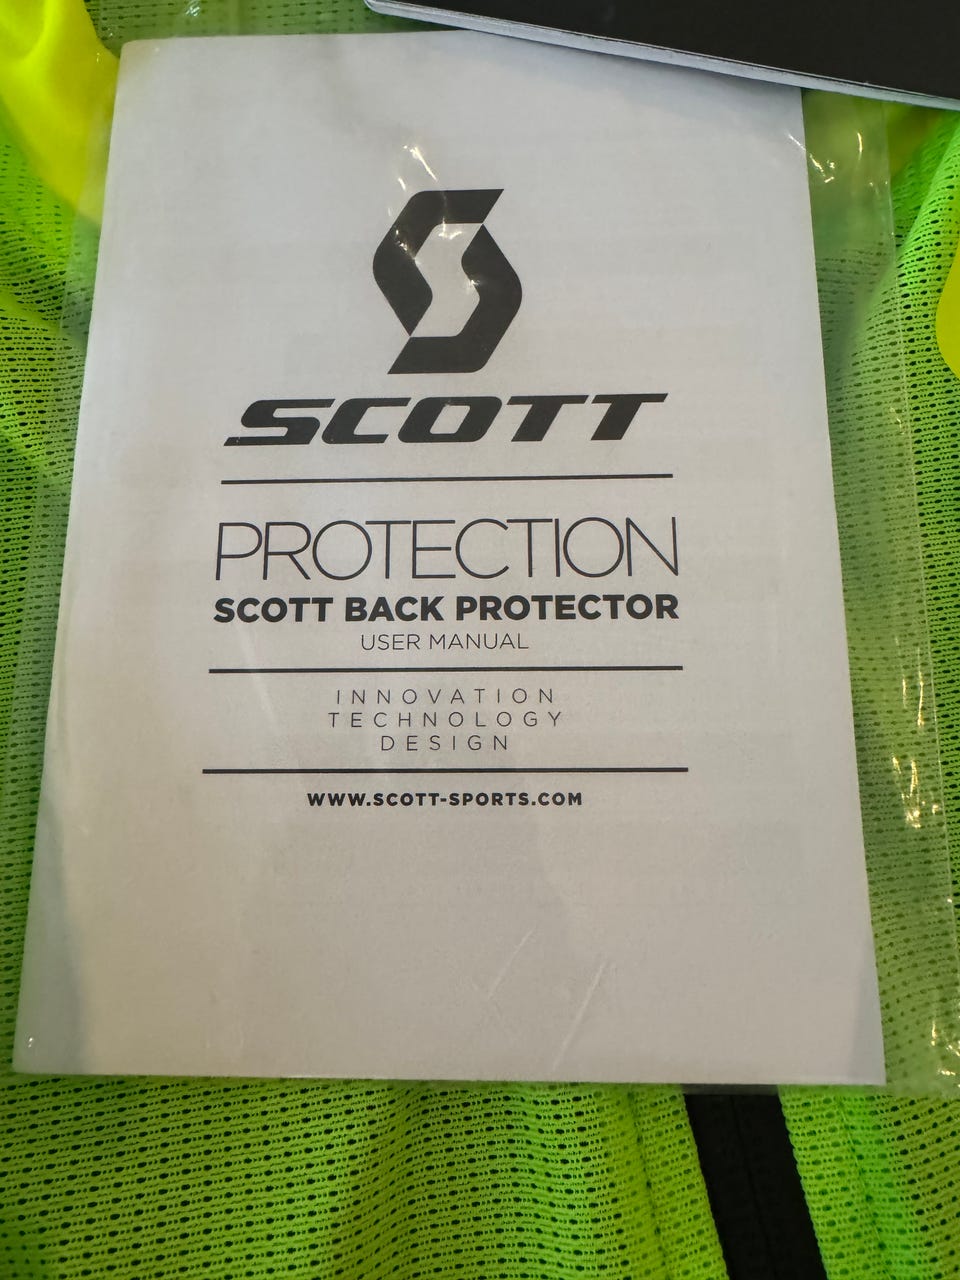 SCOTT
PROTECTION
SCOTT BACK PROTECTOR
USER MANUAL
INNOVATION
TECHNOLOGY
DESIGN
WWW.SCOTT-SPORTS.COM